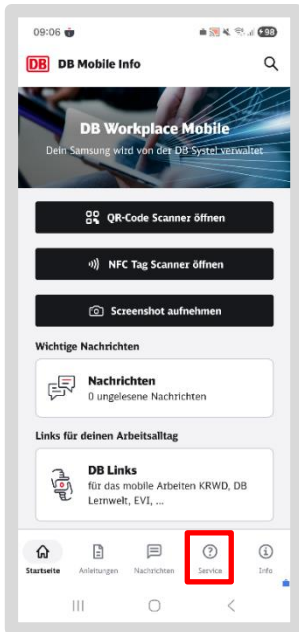 09:06
98
DB DB Mobile Info
DB Workplace Mobile
Dein Samsung wird von der DB Systel verwaltet
QR-Code Scanner öffnen
NFC Tag Scanner öffnen
Screenshot aufnehmen
Wichtige Nachrichten
Nachrichten
0 ungelesene Nachrichten
Links für deinen Arbeitsalltag
DB Links
für das mobile Arbeiten KRWD, DB
Lernwelt, EVI, ...
Startseite Anleitungen Nachrichten Service Info